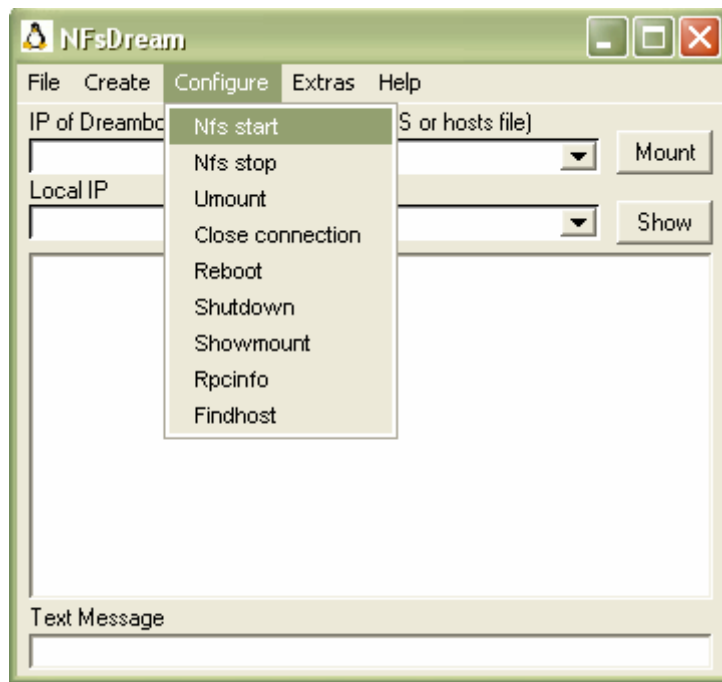 NFsDream
File Create Configure Extras Help
IP of Dreambo S or hosts file)
Mount
Local IP
Show
Nfs start
Nfs stop
Umount
Close connection
Reboot
Shutdown
Showmount
Rpcinfo
Findhost
Text Message